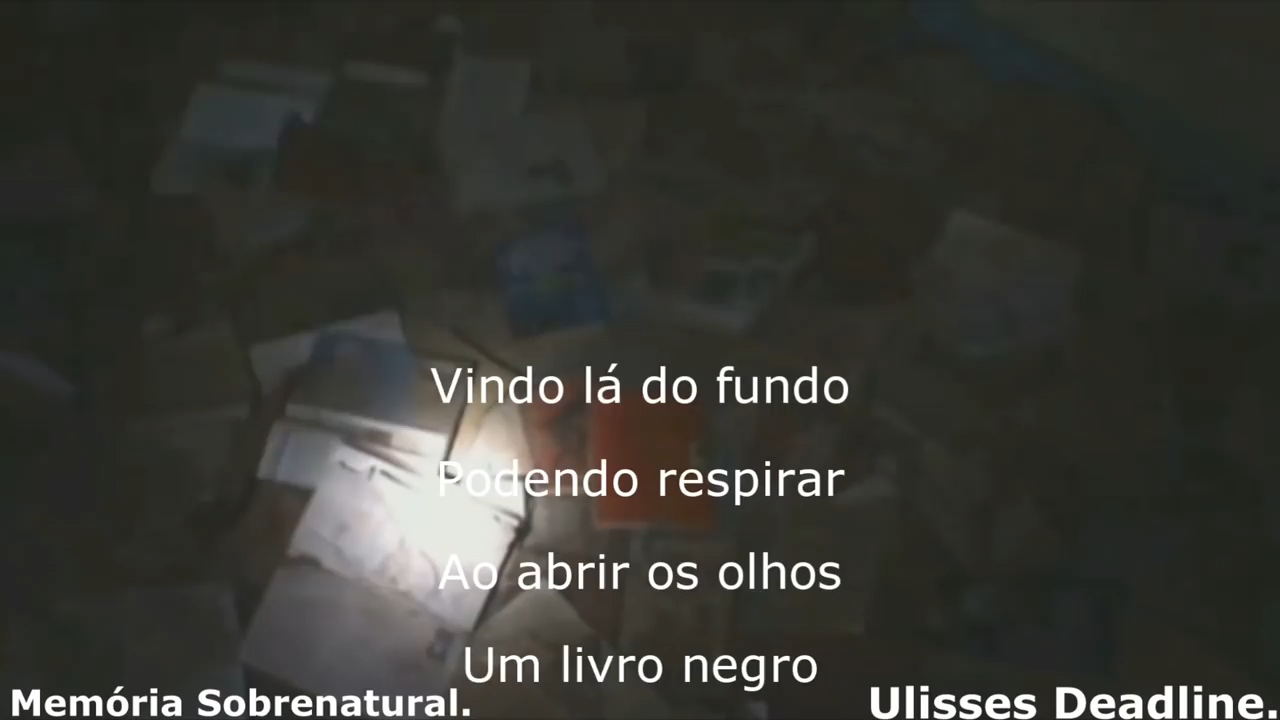 Vindo lá do fundo
Podendo respirar
Ao abrir os olhos
Um livro negro
Memória Sobrenatural.
Ulisses Deadline.